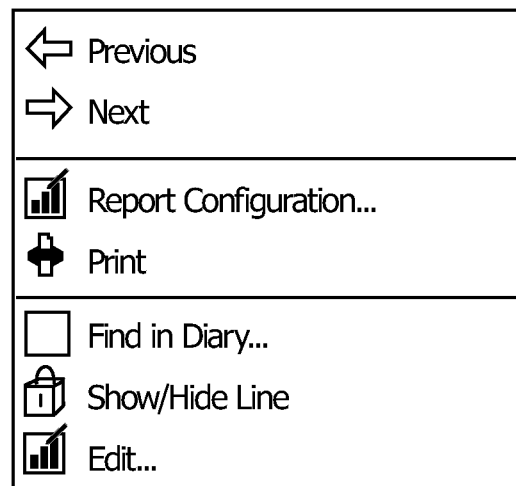 Previous
Next
Report Configuration...
Print
Find in Diary...
Show/Hide Line
Edit...